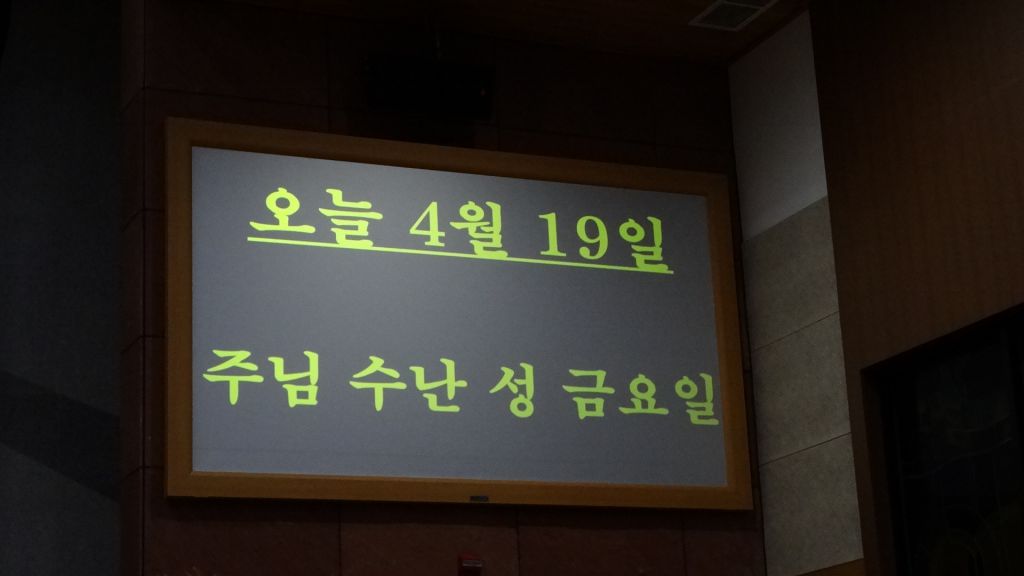 오늘 4월 19일
주님 수난 성 금요일